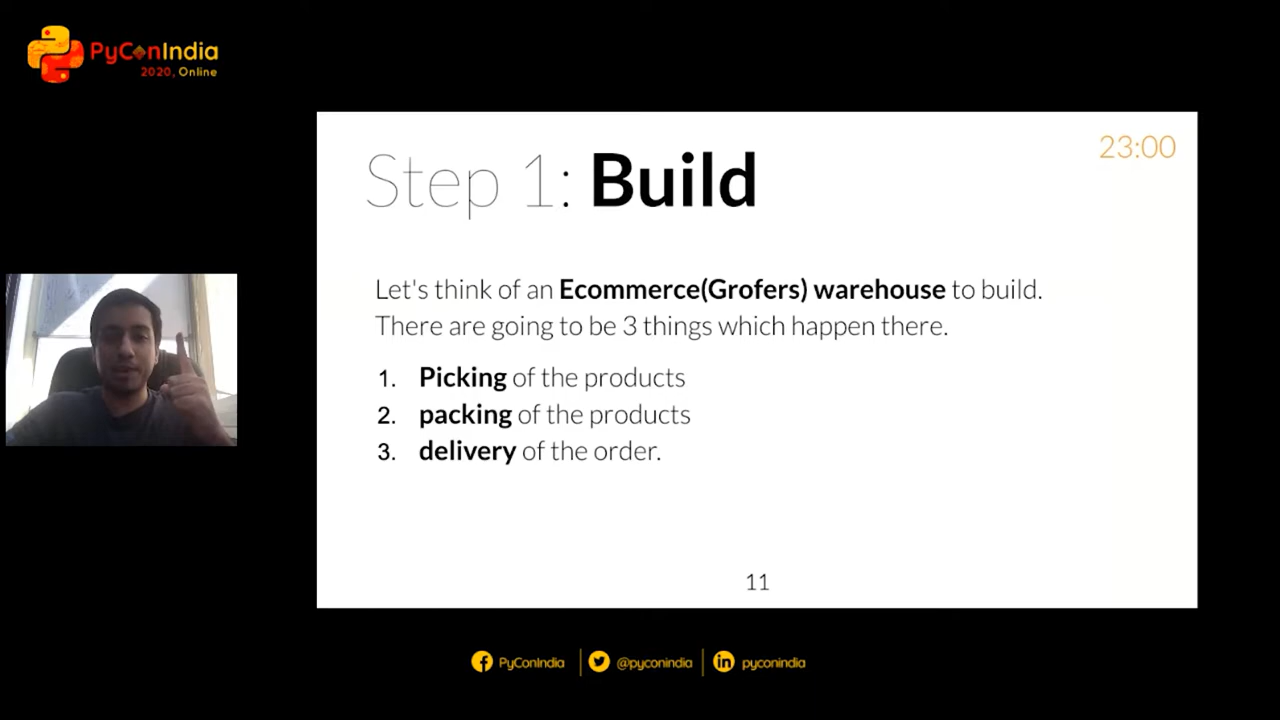 PyConIndia
2020, Online
23:00
Step 1: Build
Let's think of an Ecommerce(Grofers) warehouse to build.
There are going to be 3 things which happen there.
1. Picking of the products
2. packing of the products
3. delivery of the order.
11
PyConIndia @pyconindia pyconindia